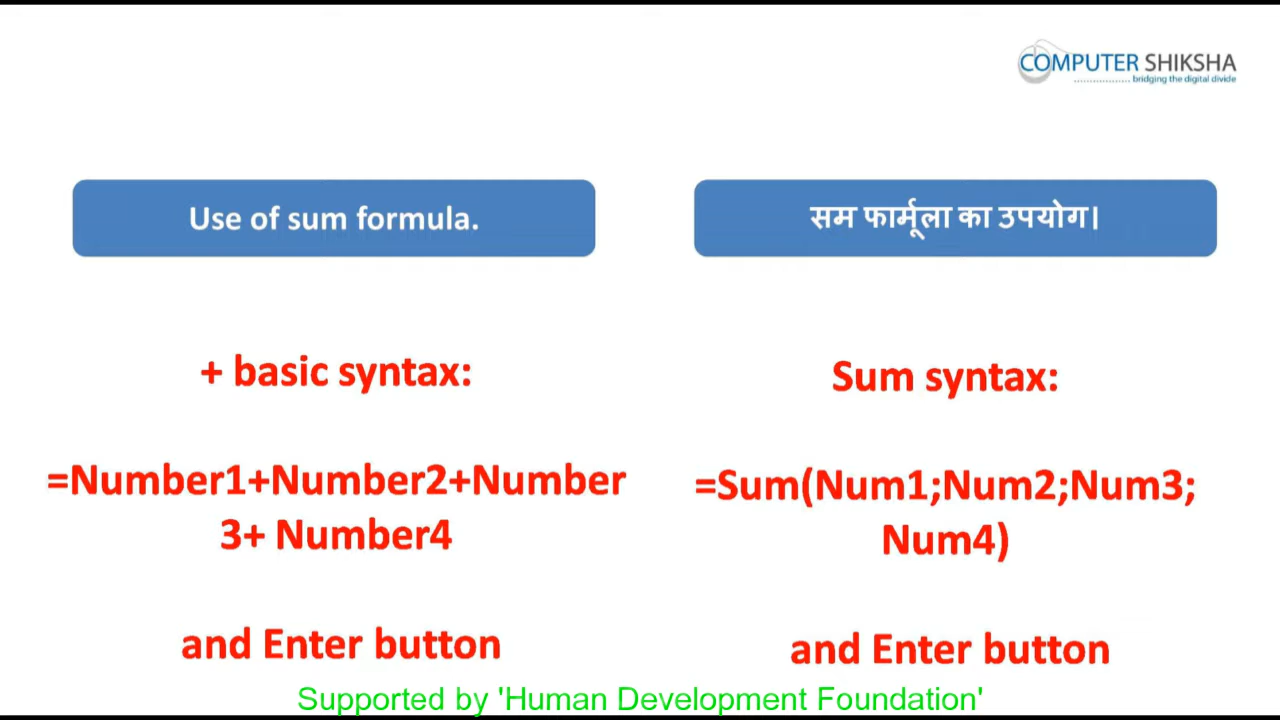 COMPUTER SHIKSHA
bridging the digital divide
Use of sum formula.
सम फार्मूला का उपयोग।
+ basic syntax:
=Number1+Number2+Number
3+ Number4
and Enter button
Sum syntax:
=Sum(Num1;Num2;Num3;
Num4)
and Enter button
Supported by 'Human Development Foundation'